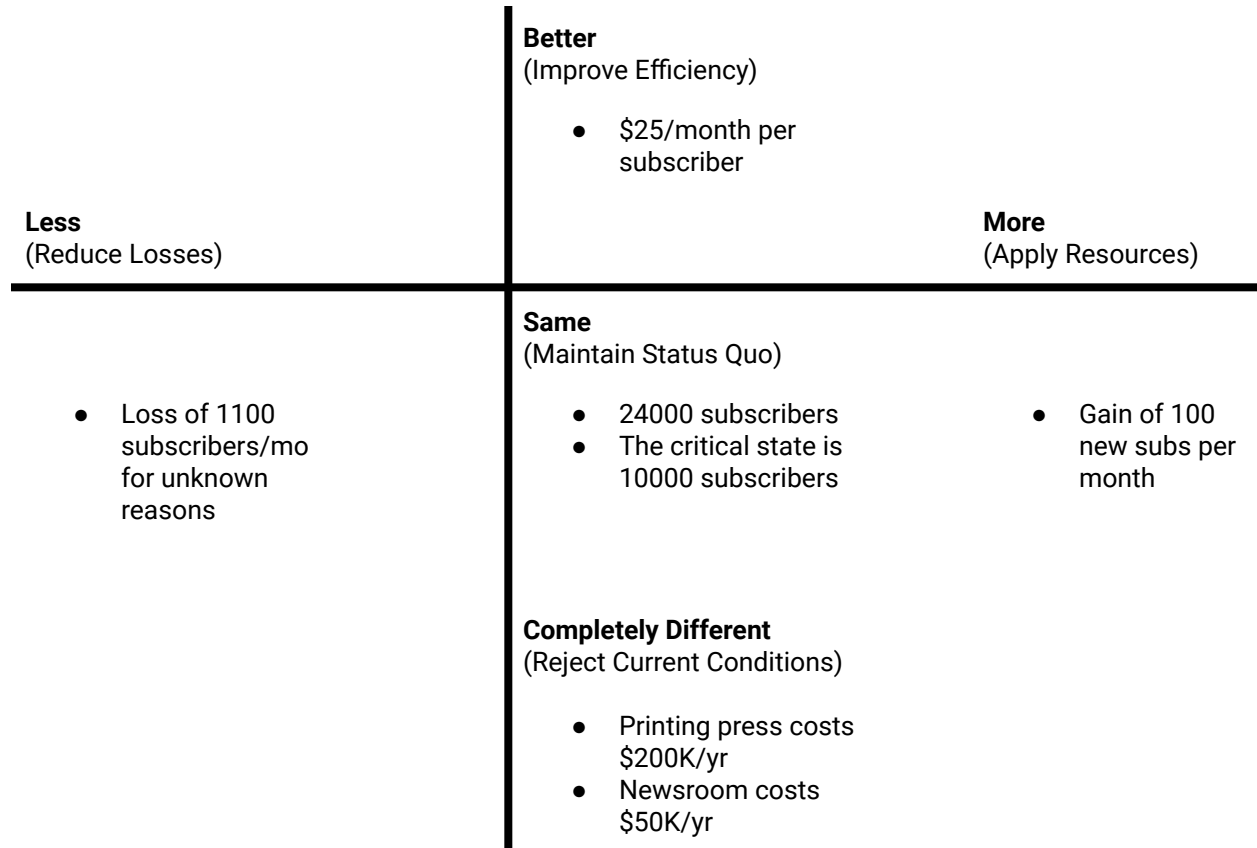 Better
(Improve Efficiency)
● $25/month per
subscriber
Less
(Reduce Losses)
More
(Apply Resources)
Same
(Maintain Status Quo)
● Loss of 1100
subscribers/mo
for unknown
reasons
● 24000 subscribers
● The critical state is
10000 subscribers
● Gain of 100
new subs per
month
Completely Different
(Reject Current Conditions)
● Printing press costs
$200K/yr
● Newsroom costs
$50K/yr